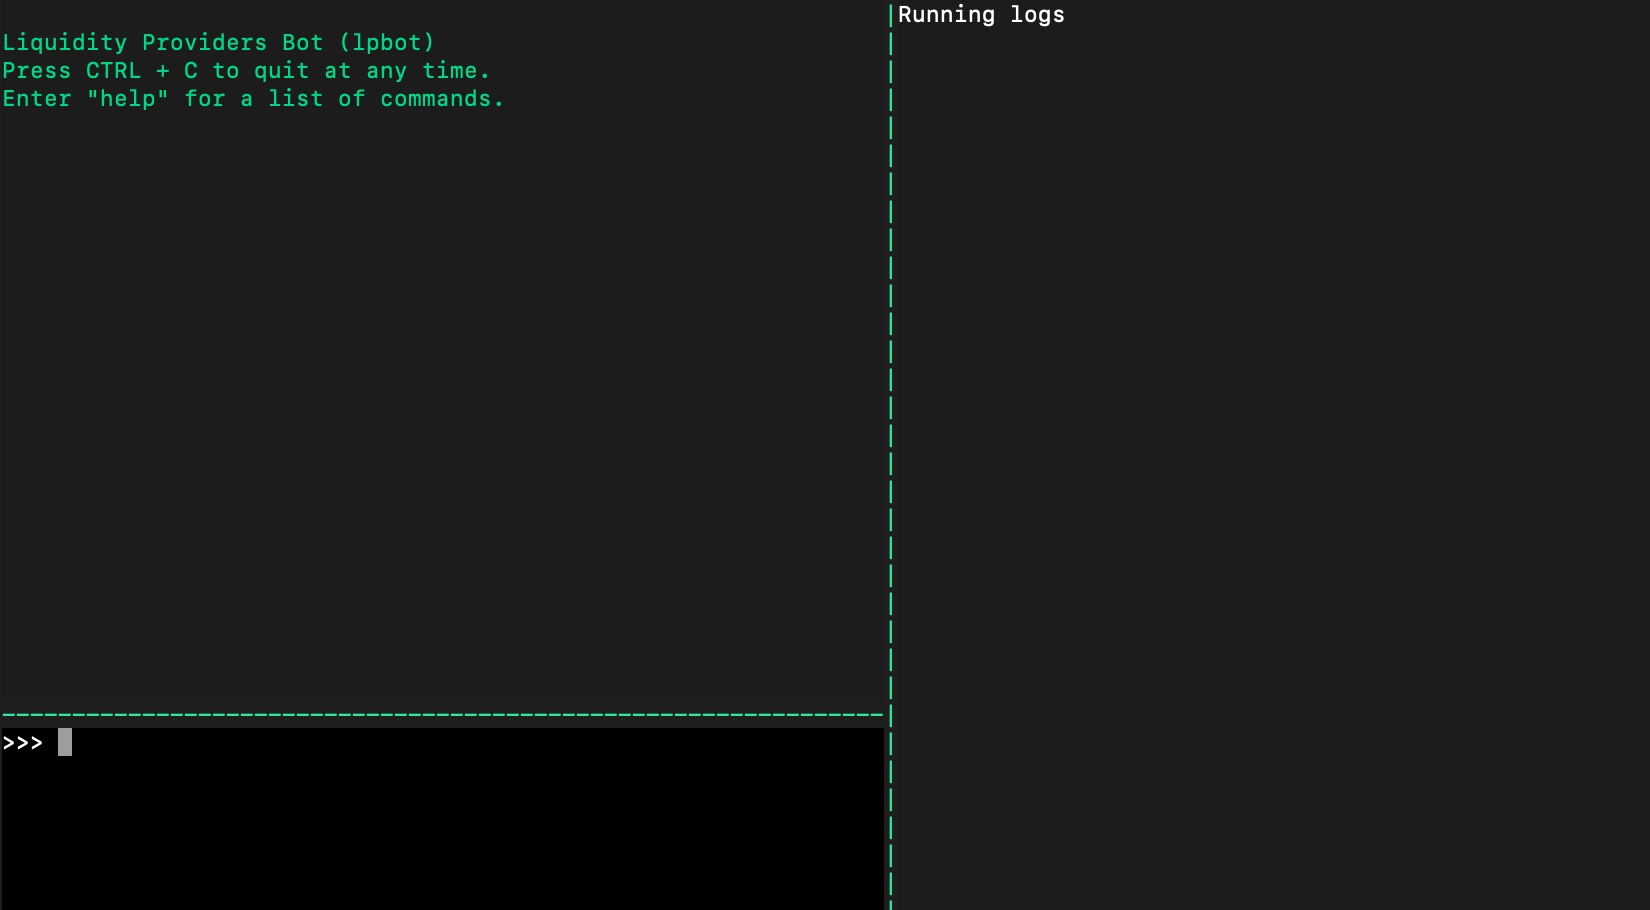 Liquidity Providers Bot (lpbot)
Press CTRL + C to quit at any time.
Enter "help" for a list of commands.
>>>
Running logs